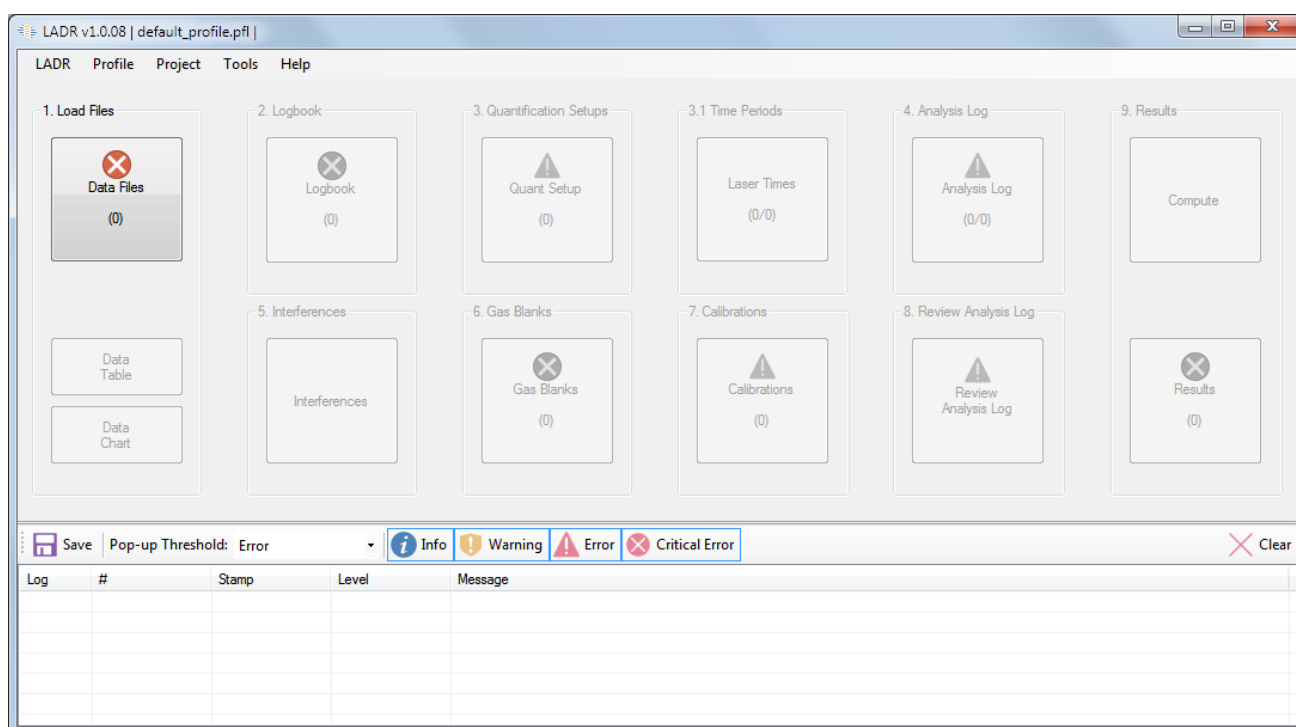 LADR v1.0.08 | default_profile.pfl |
LADR Profile Project Tools Help
1. Load Files
Data Files
(0)
Data
Table
Data
Chart
2. Logbook
Logbook
(0)
3. Quantification Setups
Quant Setup
(0)
3.1 Time Periods
Laser Times
(0/0)
4. Analysis Log
Analysis Log
(0/0)
9. Results
Compute
Results
(0)
5. Interferences
Interferences
6. Gas Blanks
Gas Blanks
(0)
7. Calibrations
Calibrations
(0)
8. Review Analysis Log
Review
Analysis Log
Save Pop-up Threshold: Error Info Warning Error Critical Error Clear
Log # Stamp Level Message